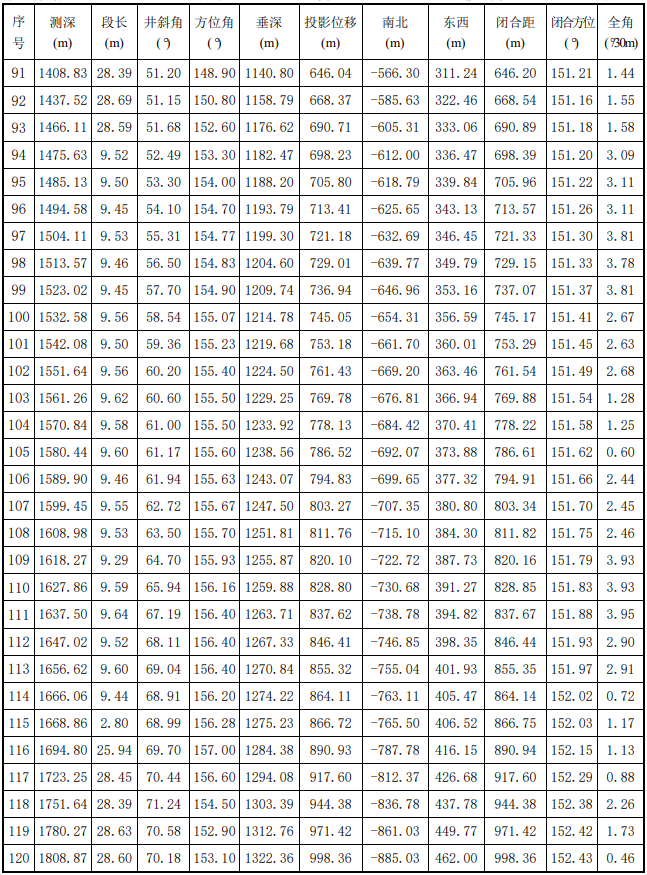 序号 测深(m) 段长(m) 井斜角(°) 方位角(°) 垂深(m) 投影位移(m) 南北(m) 东西(m) 闭合距(m) 闭合方位(°) 全角(°/30m)
91 1408.83 28.39 51.20 148.90 1140.80 646.04 -566.30 311.24 646.20 151.21 1.44
92 1437.52 28.69 51.15 150.80 1158.79 668.37 -585.63 322.46 668.54 151.16 1.55
93 1466.11 28.59 51.68 152.60 1176.62 690.71 -605.31 333.06 690.89 151.18 1.58
94 1475.63 9.52 52.49 153.30 1182.47 698.23 -612.00 336.47 698.39 151.20 3.09
95 1485.13 9.50 53.30 154.00 1188.20 705.80 -618.79 339.84 705.96 151.22 3.11
96 1494.58 9.45 54.10 154.70 1193.79 713.41 -625.65 343.13 713.57 151.26 3.11
97 1504.11 9.53 55.31 154.77 1199.30 721.18 -632.69 346.45 721.33 151.30 3.81
98 1513.57 9.46 56.50 154.83 1204.60 729.01 -639.77 349.79 729.15 151.33 3.78
99 1523.02 9.45 57.70 154.90 1209.74 736.94 -646.96 353.16 737.07 151.37 3.81
100 1532.58 9.56 58.54 155.07 1214.78 745.05 -654.31 356.59 745.17 151.41 2.67
101 1542.08 9.50 59.36 155.23 1219.68 753.18 -661.70 360.01 753.29 151.45 2.63
102 1551.64 9.56 60.20 155.40 1224.50 761.43 -669.20 363.46 761.54 151.49 2.68
103 1561.26 9.62 60.60 155.50 1229.25 769.78 -676.81 366.94 769.88 151.54 1.28
104 1570.84 9.58 61.00 155.50 1233.92 778.13 -684.42 370.41 778.22 151.58 1.25
105 1580.44 9.60 61.17 155.60 1238.56 786.52 -692.07 373.88 786.61 151.62 0.60
106 1589.90 9.46 61.94 155.63 1243.07 794.83 -699.65 377.32 794.91 151.66 2.44
107 1599.45 9.55 62.72 155.67 1247.50 803.27 -707.35 380.80 803.34 151.70 2.45
108 1608.98 9.53 63.50 155.70 1251.81 811.76 -715.10 384.30 811.82 151.75 2.46
109 1618.27 9.29 64.70 155.93 1255.87 820.10 -722.72 387.73 820.16 151.79 3.93
110 1627.86 9.59 65.94 156.16 1259.88 828.80 -730.68 391.27 828.85 151.83 3.93
111 1637.50 9.64 67.19 156.40 1263.71 837.62 -738.78 394.82 837.67 151.88 3.95
112 1647.02 9.52 68.11 156.40 1267.33 846.41 -746.85 398.35 846.44 151.93 2.90
113 1656.62 9.60 69.04 156.40 1270.84 855.32 -755.04 401.93 855.35 151.97 2.91
114 1666.06 9.44 68.91 156.20 1274.22 864.11 -763.11 405.47 864.14 152.02 0.72
115 1668.86 2.80 68.99 156.28 1275.23 866.72 -765.50 406.52 866.75 152.03 1.17
116 1694.80 25.94 69.70 157.00 1284.38 890.93 -787.78 416.15 890.94 152.15 1.13
117 1723.25 28.45 70.44 156.60 1294.08 917.60 -812.37 426.68 917.60 152.29 0.88
118 1751.64 28.39 71.24 154.50 1303.39 944.38 -836.78 437.78 944.38 152.38 2.26
119 1780.27 28.63 70.58 152.90 1312.76 971.42 -861.03 449.77 971.42 152.42 1.73
120 1808.87 28.60 70.18 153.10 1322.36 998.36 -885.03 462.00 998.36 152.43 0.46